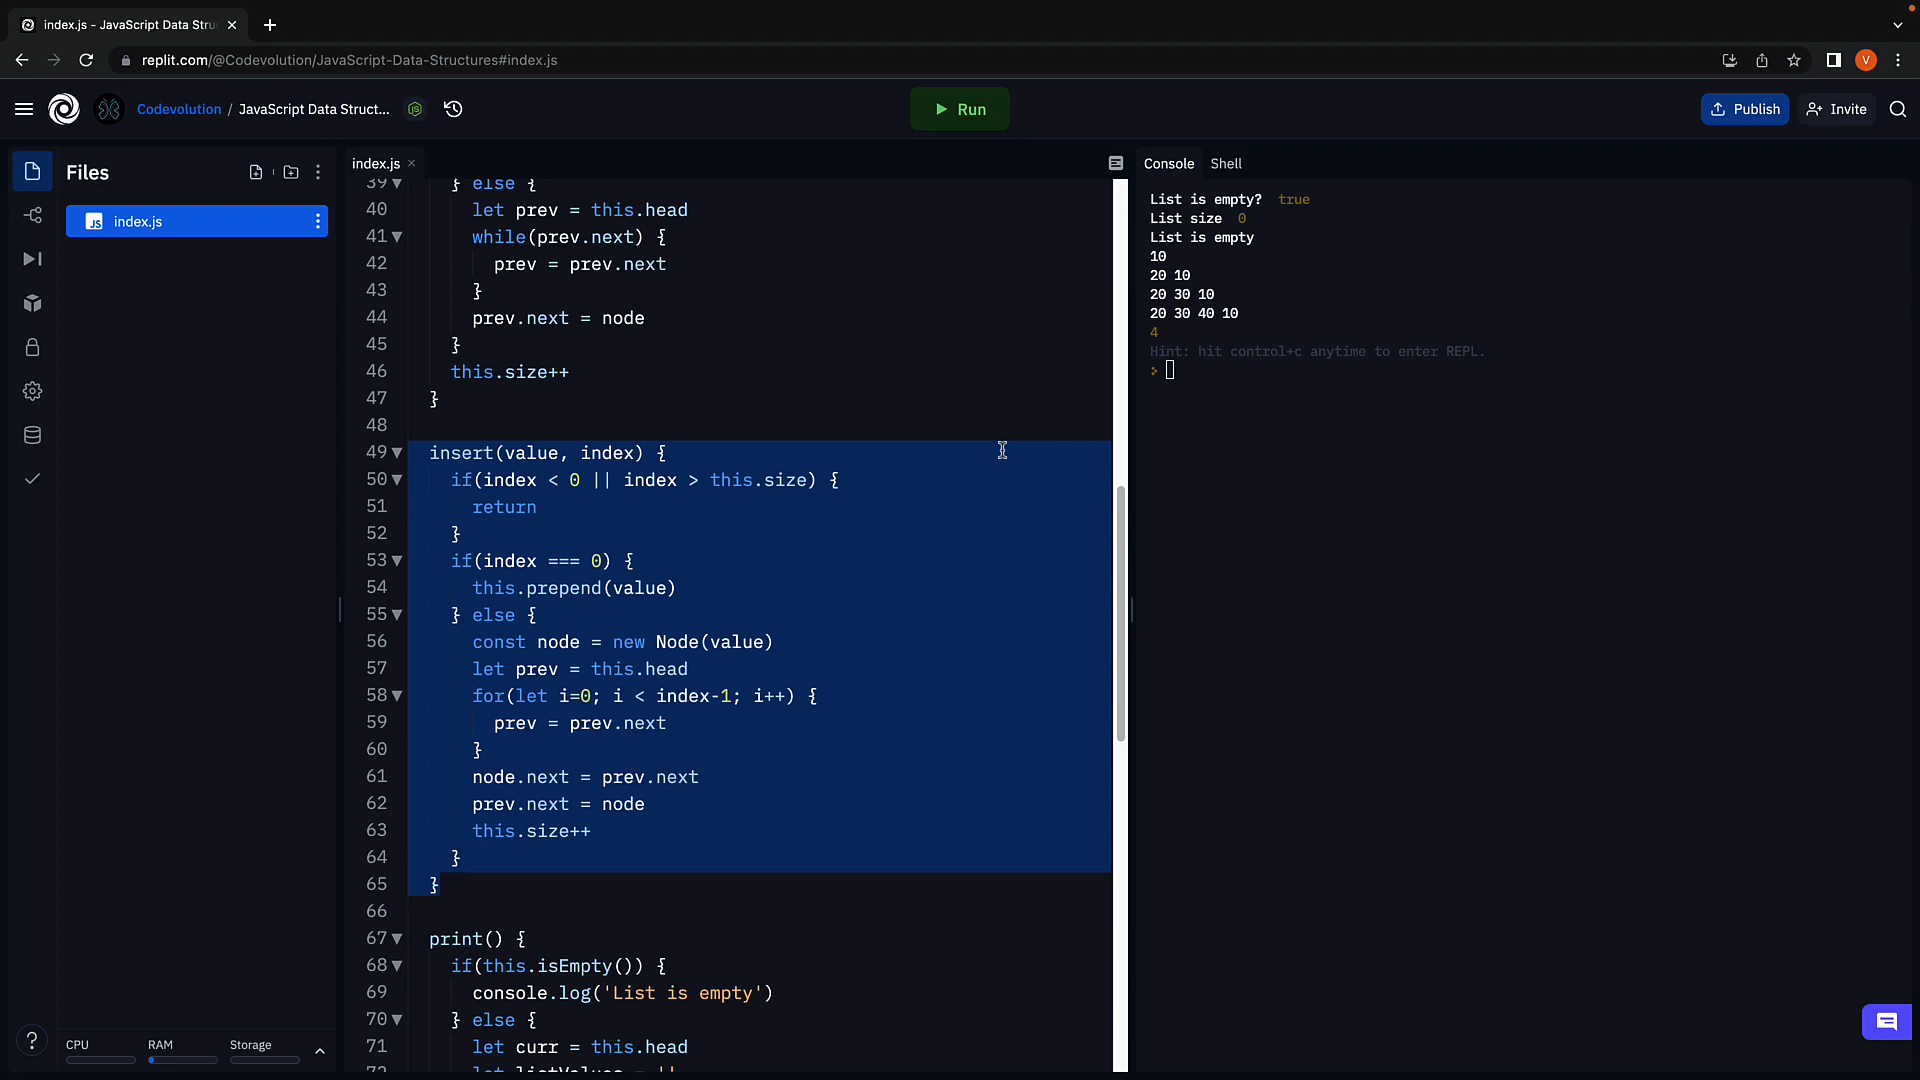 index.js - JavaScript Data Stru
replit.com/@Codevolution/JavaScript-Data-Structures#index.js
V
Codevolution / JavaScript Data Struct...
Run
Publish
Invite
Files
index.js
JS
index.js
Console
Shell
39 } else {
40 let prev = this.head
41 while(prev.next) {
42 prev = prev.next
43 }
44 prev.next = node
45 }
46 this.size++
47 }
48
49 insert(value, index) {
50 if(index < 0 || index > this.size) {
51 return
52 }
53 if(index === 0) {
54 this.prepend(value)
55 } else {
56 const node = new Node(value)
57 let prev = this.head
58 for(let i=0; i < index-1; i++) {
59 prev = prev.next
60 }
61 node.next = prev.next
62 prev.next = node
63 this.size++
64 }
65 }
66
67 print() {
68 if(this.isEmpty()) {
69 console.log('List is empty')
70 } else {
71 let curr = this.head
72 let listValues = ''
List is empty? true
List size 0
List is empty
10
20 10
20 30 10
20 30 40 10
4
Hint: hit control+c anytime to enter REPL.
CPU
RAM
Storage
?